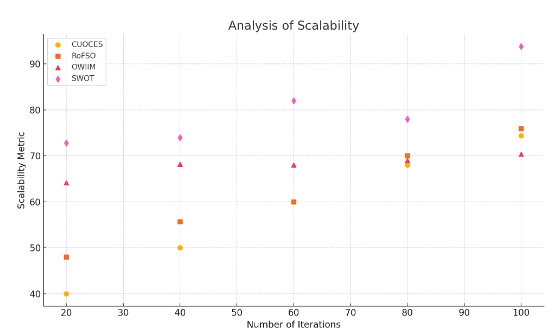 Analysis of Scalability
CUOCES
RoFSO
OWIIM
SWOT
Scalability Metric
90
80
70
60
50
40
20
30
40
50
60
70
80
90
100
Number of Iterations